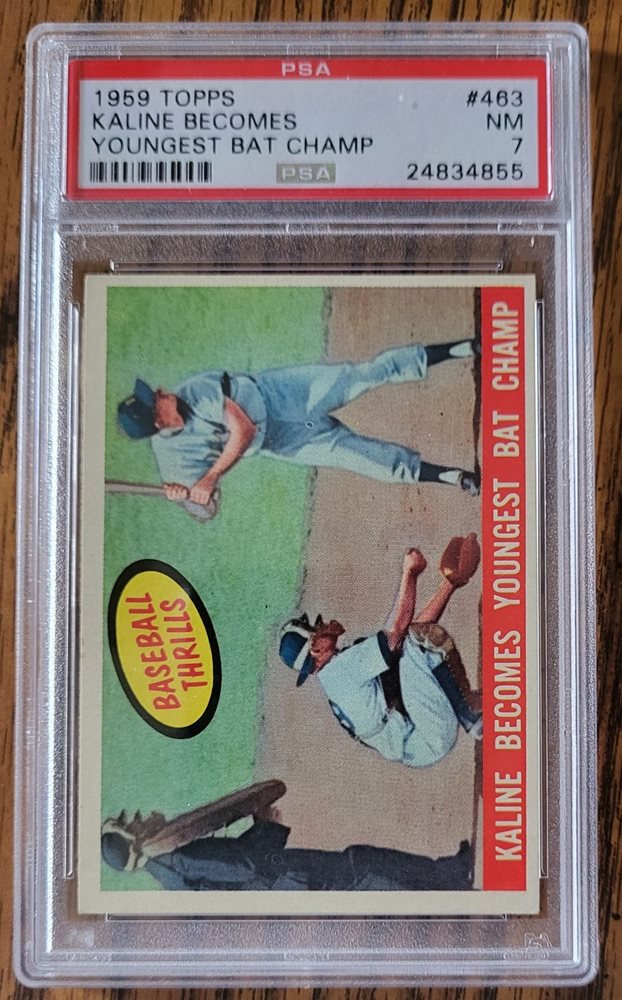 PSA
1959 TOPPS #463
KALINE BECOMES NM
YOUNGEST BAT CHAMP 7
PSA 24834855
BASEBALL
THRILLS
KALINE BECOMES YOUNGEST BAT CHAMP